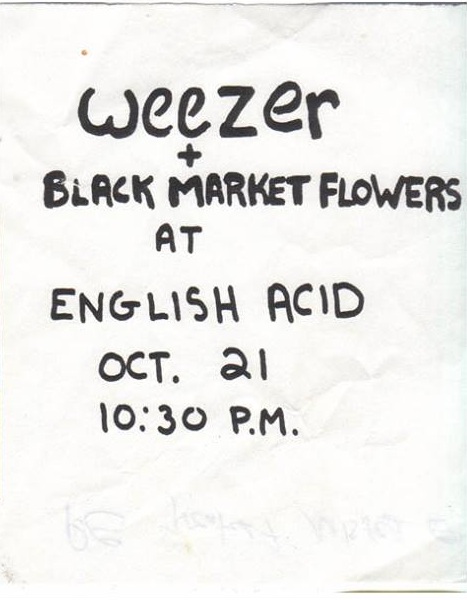 weezer
+
BLACK MARKET FLOWERS
AT
ENGLISH ACID
OCT. 21
10:30 P.M.